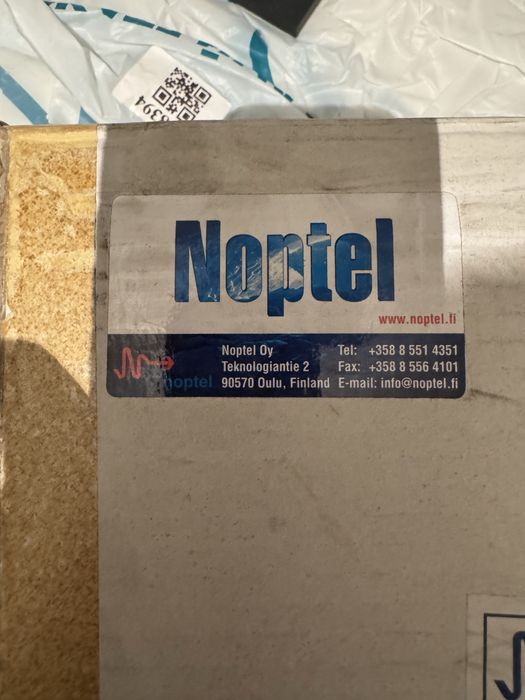 8394
Noptel
www.noptel.fi
noptel
Noptel Oy
Teknologiantie 2
90570 Oulu, Finland
Tel: +358 8 551 4351
Fax: +358 8 556 4101
E-mail: info@noptel.fi